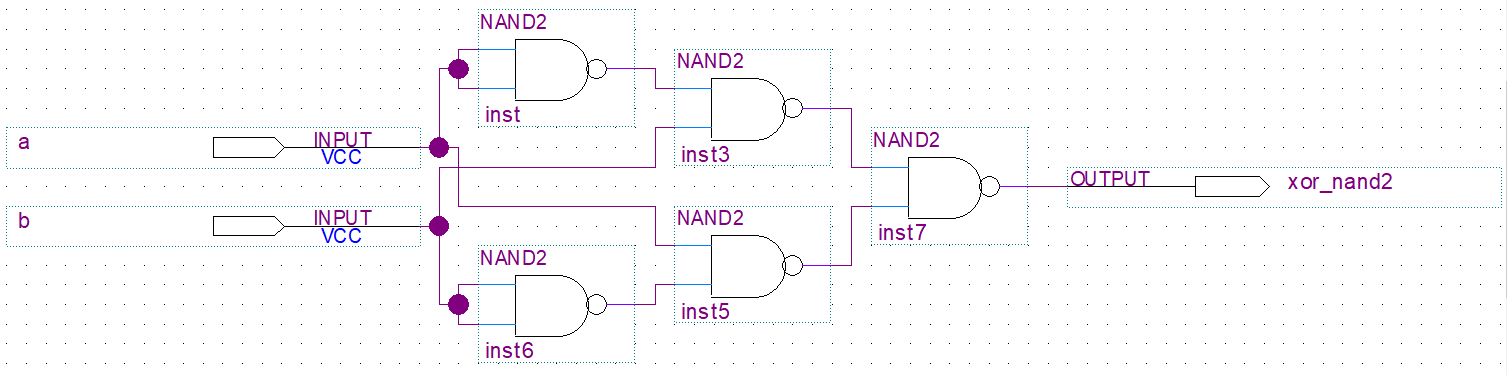 NAND2
inst
NAND2
inst3
a
INPUT
VCC
NAND2
inst7
OUTPUT
xor_nand2
b
INPUT
VCC
NAND2
inst5
NAND2
inst6